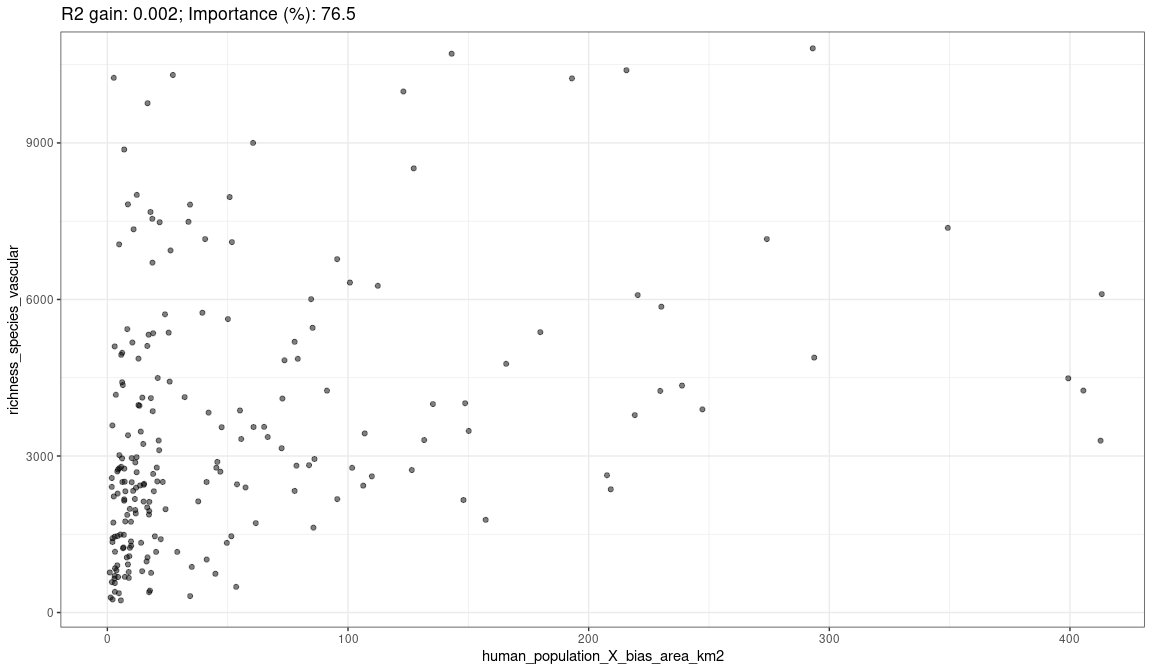 R2 gain: 0.002; Importance (%): 76.5
richness_species_vascular
9000
6000
3000
0
0 100 200 300 400
human_population_X_bias_area_km2